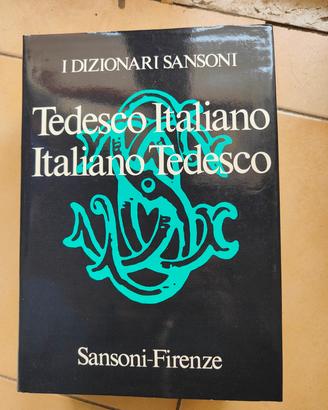 I DIZIONARI SANSONI
Tedesco Italiano
Italiano Tedesco
Sansoni-Firenze